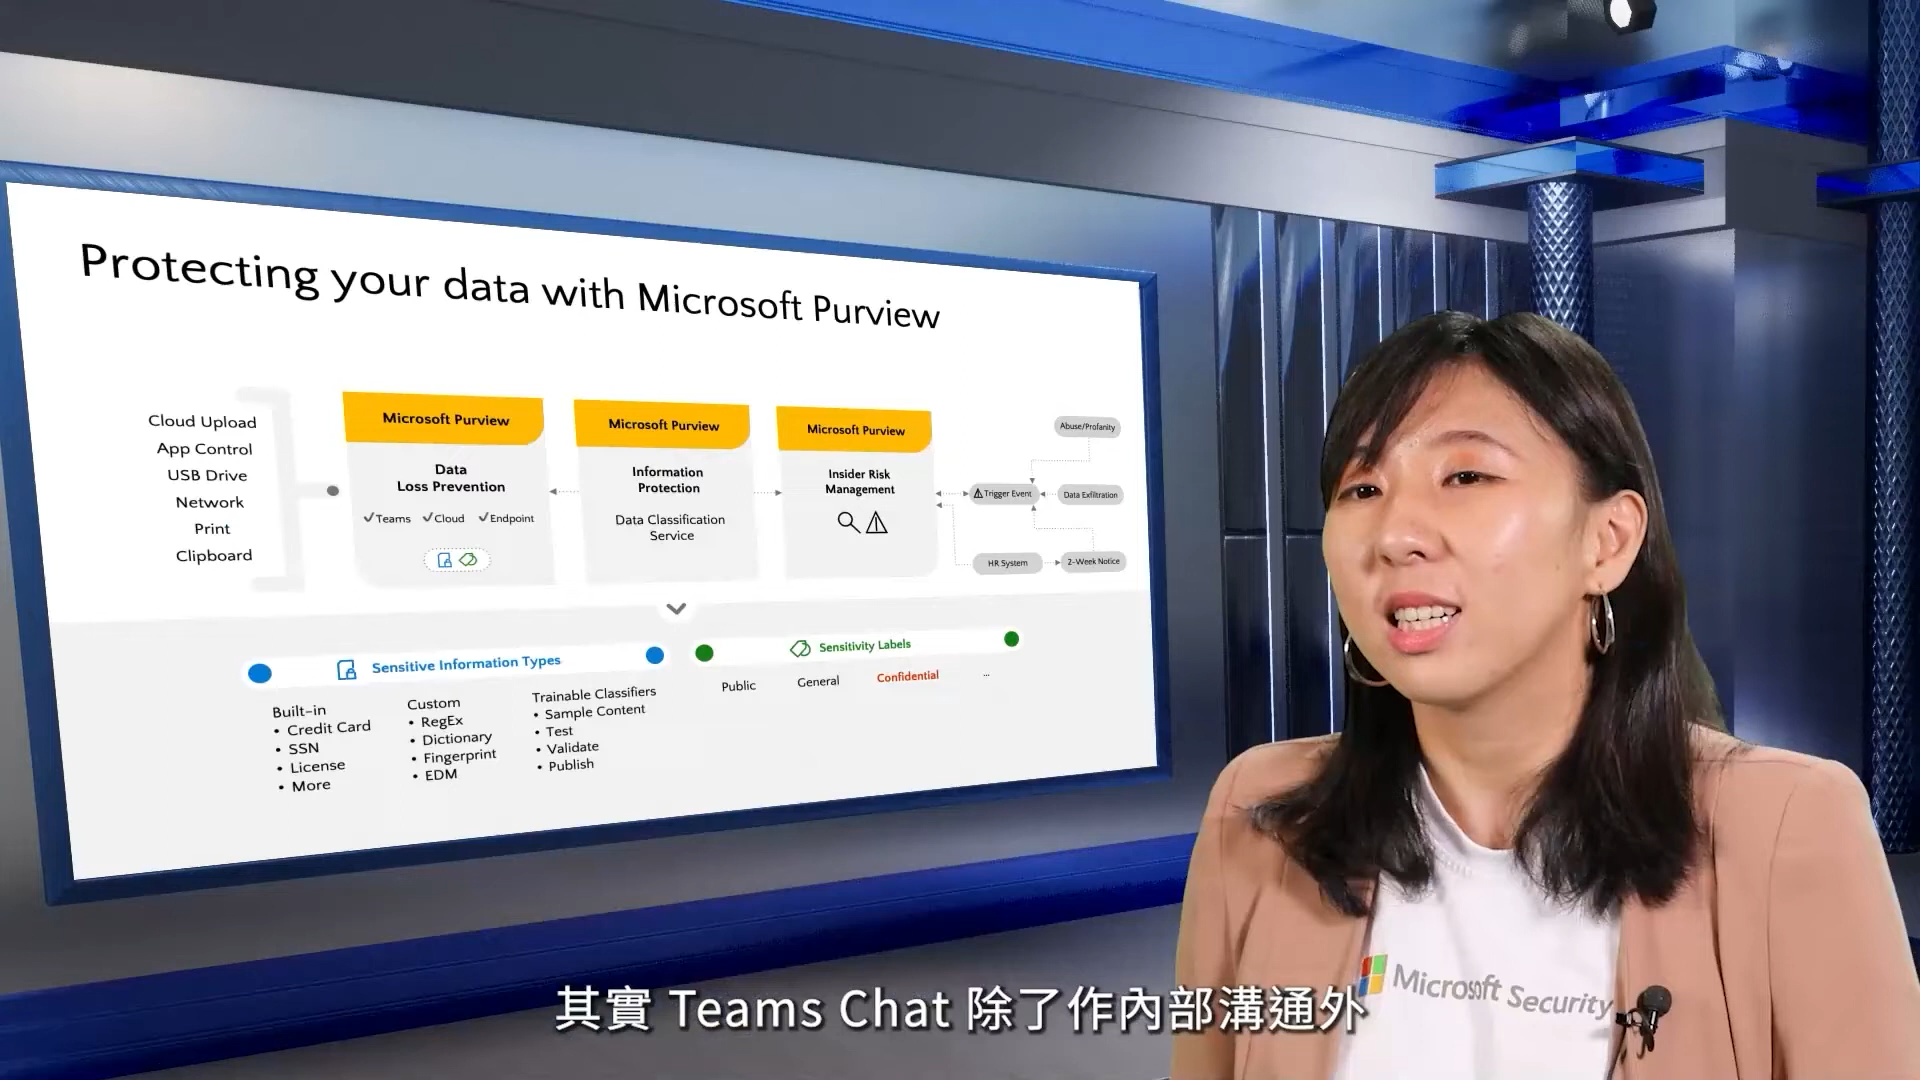 Protecting your data with Microsoft Purview
Cloud Upload
App Control
USB Drive
Network
Print
Clipboard
Microsoft Purview
Data
Loss Prevention
Teams Cloud Endpoint
Microsoft Purview
Information
Protection
Data Classification
Service
Microsoft Purview
Insider Risk
Management
Abuse/Profanity
Trigger Event
Data Exfiltration
HR System
2-Week Notice
Sensitive Information Types
Built-in
• Credit Card
• SSN
• License
• More
Custom
• RegEx
• Dictionary
• Fingerprint
• EDM
Trainable Classifiers
• Sample Content
• Test
• Validate
• Publish
Sensitivity Labels
Public
General
Confidential
...
Microsoft Security
其實 Teams Chat 除了作內部溝通外